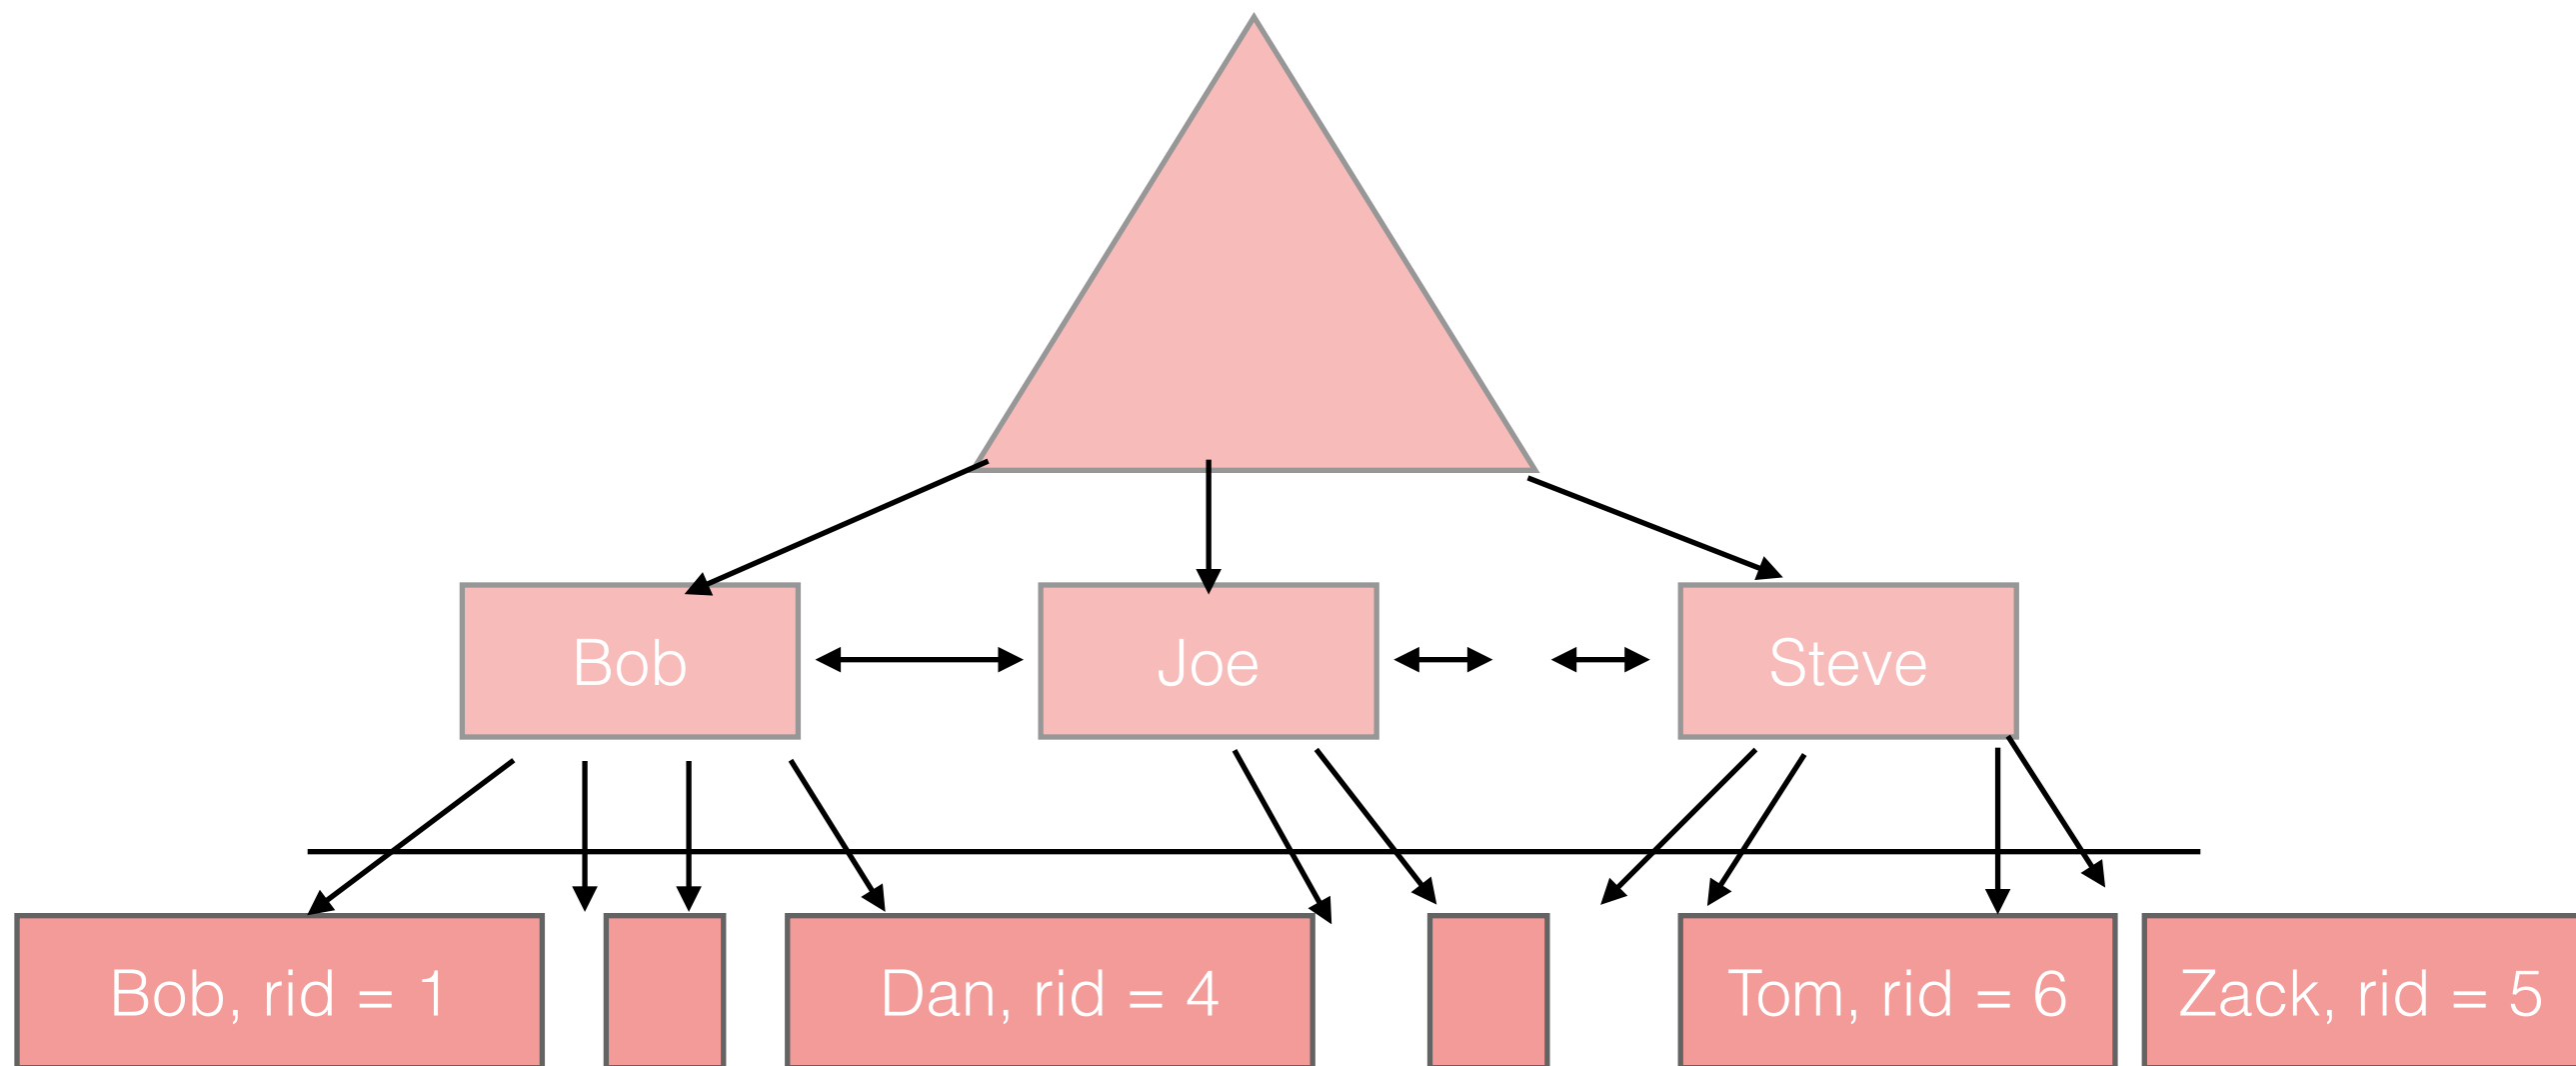 Bob
Joe
Steve
Bob, rid = 1
Dan, rid = 4
Tom, rid = 6
Zack, rid = 5